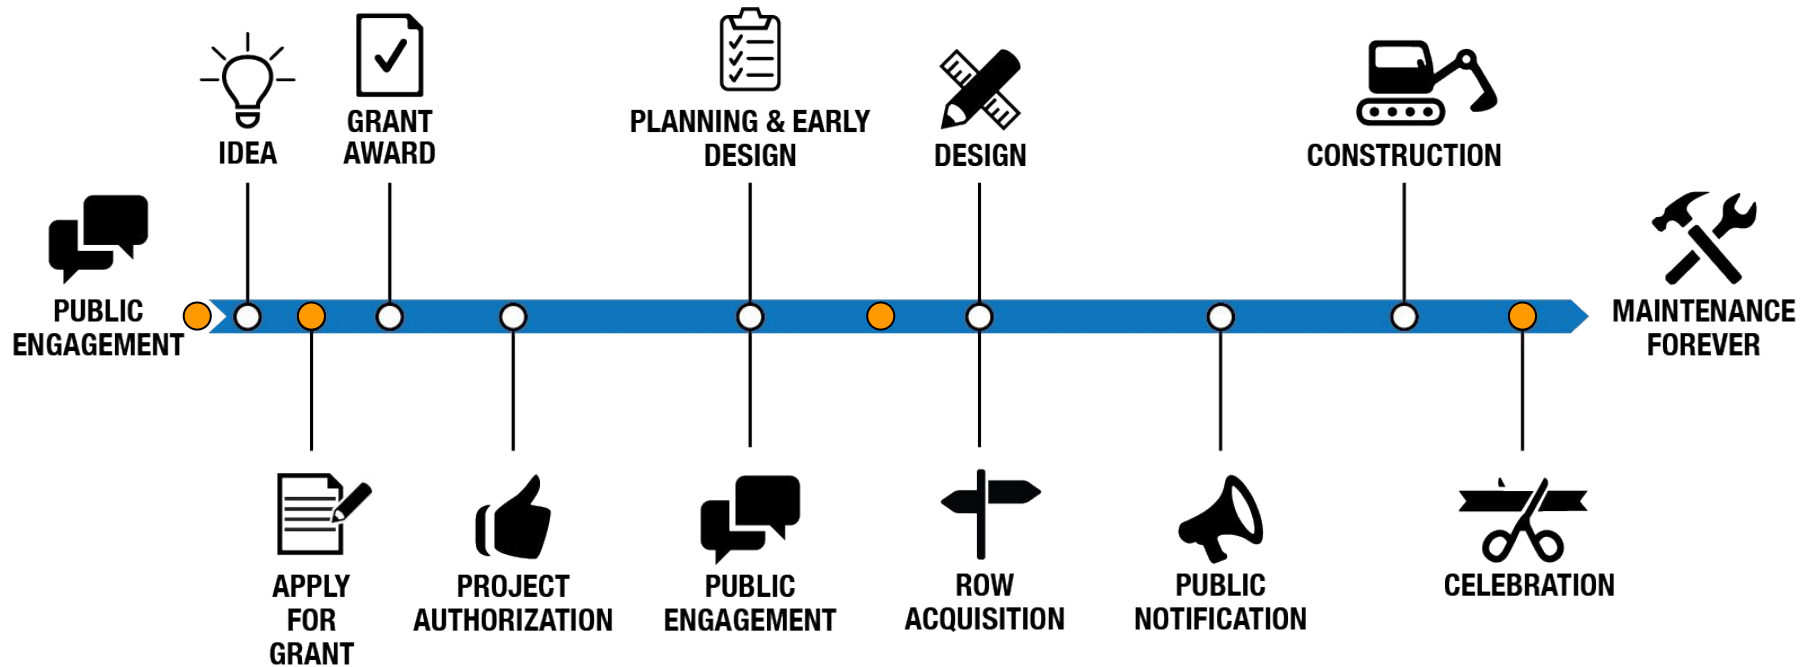 IDEA
GRANT
AWARD
PLANNING & EARLY
DESIGN
DESIGN
CONSTRUCTION
PUBLIC
ENGAGEMENT
MAINTENANCE
FOREVER
APPLY
FOR
GRANT
PROJECT
AUTHORIZATION
PUBLIC
ENGAGEMENT
ROW
ACQUISITION
PUBLIC
NOTIFICATION
CELEBRATION